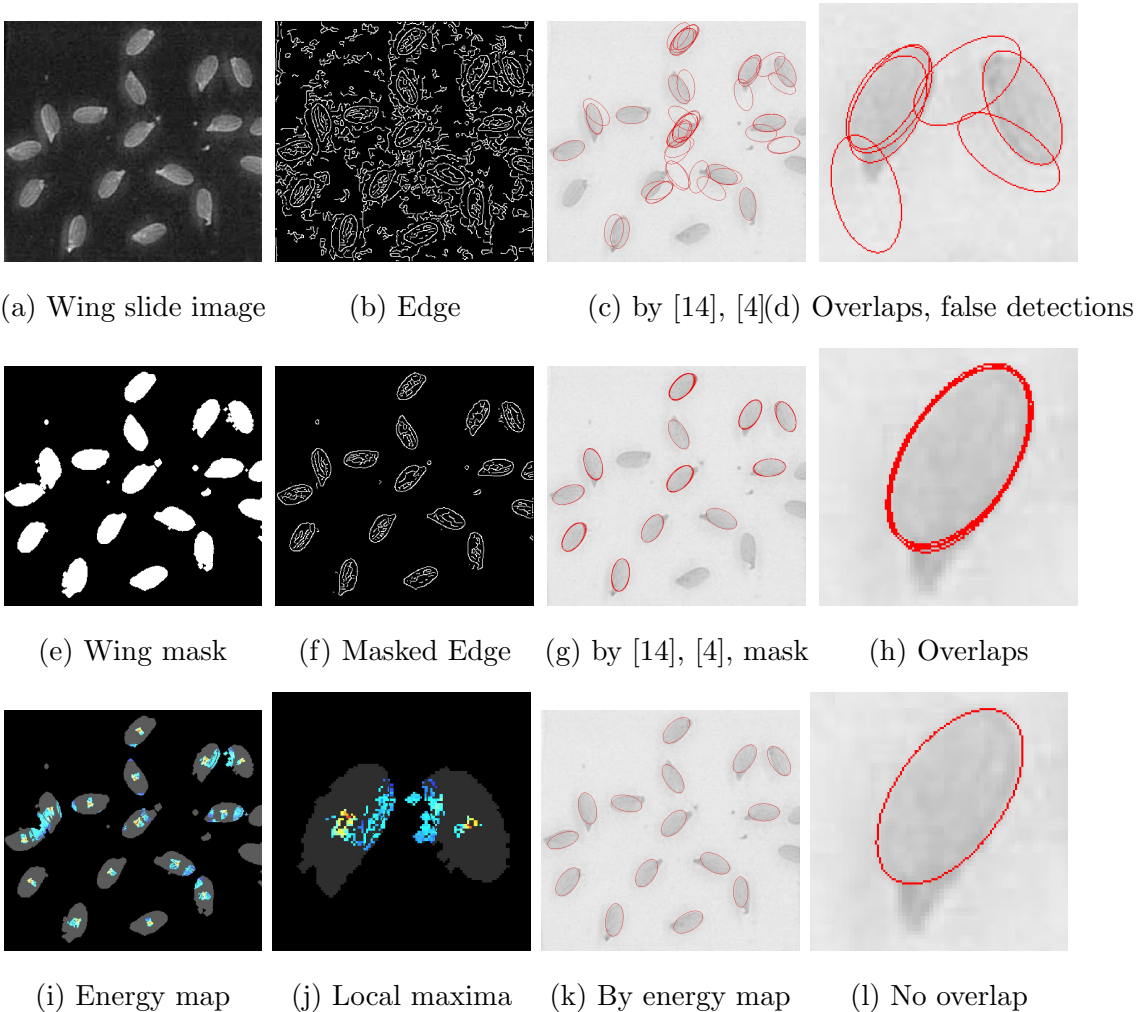 (a) Wing slide image
(b) Edge
(c) by [14], [4]
(d) Overlaps, false detections
(e) Wing mask
(f) Masked Edge
(g) by [14], [4], mask
(h) Overlaps
(i) Energy map
(j) Local maxima
(k) By energy map
(l) No overlap